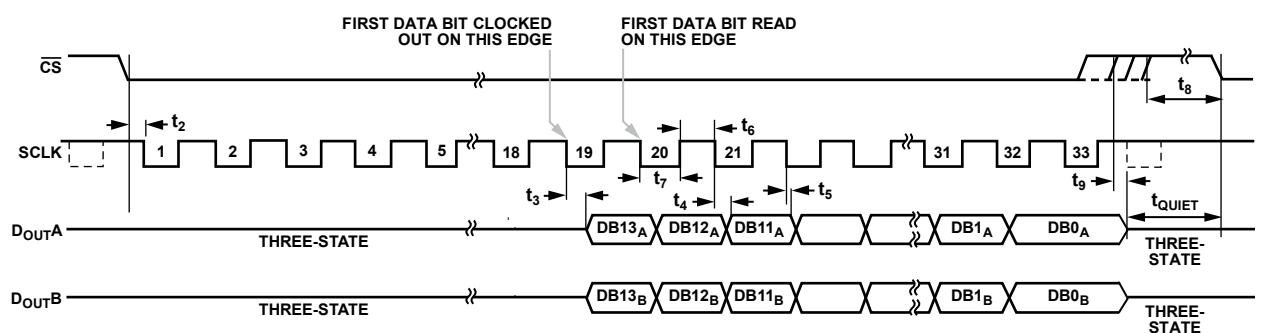 FIRST DATA BIT CLOCKED
OUT ON THIS EDGE
FIRST DATA BIT READ
ON THIS EDGE
CS
t8
t2
t6
SCLK
1
2
3
4
5
18
19
20
21
31
32
33
t3
t7
t4
t5
t9
tQUIET
DOUTA
THREE-STATE
DB13A
DB12A
DB11A
DB1A
DB0A
THREE-
STATE
DOUTB
THREE-STATE
DB13B
DB12B
DB11B
DB1B
DB0B
THREE-
STATE